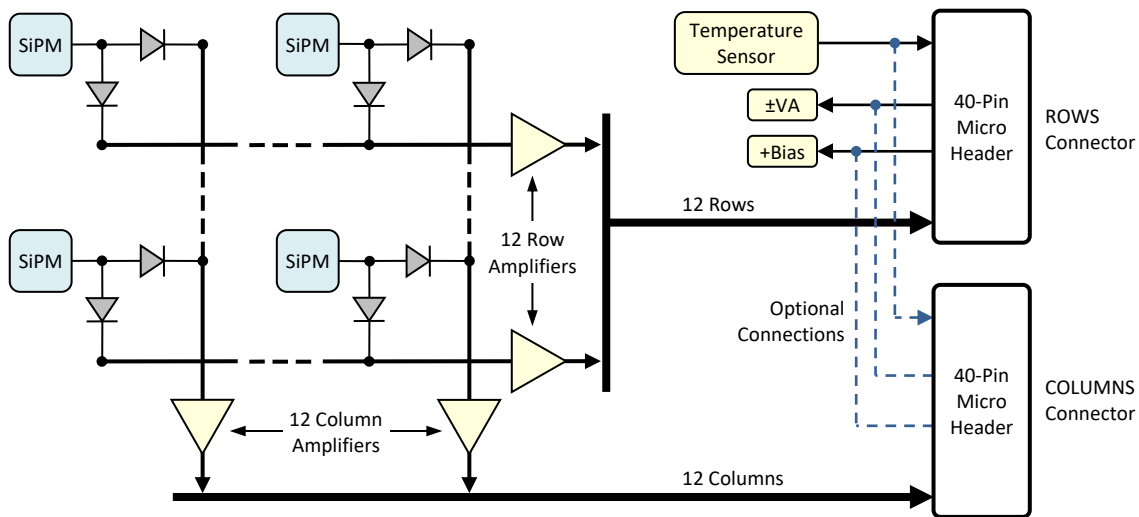 SiPM
SiPM
Temperature
Sensor
±VA
+Bias
40-Pin
Micro
Header
ROWS
Connector
12 Rows
SiPM
SiPM
12 Row
Amplifiers
Optional
Connections
40-Pin
Micro
Header
COLUMNS
Connector
12 Column
Amplifiers
12 Columns